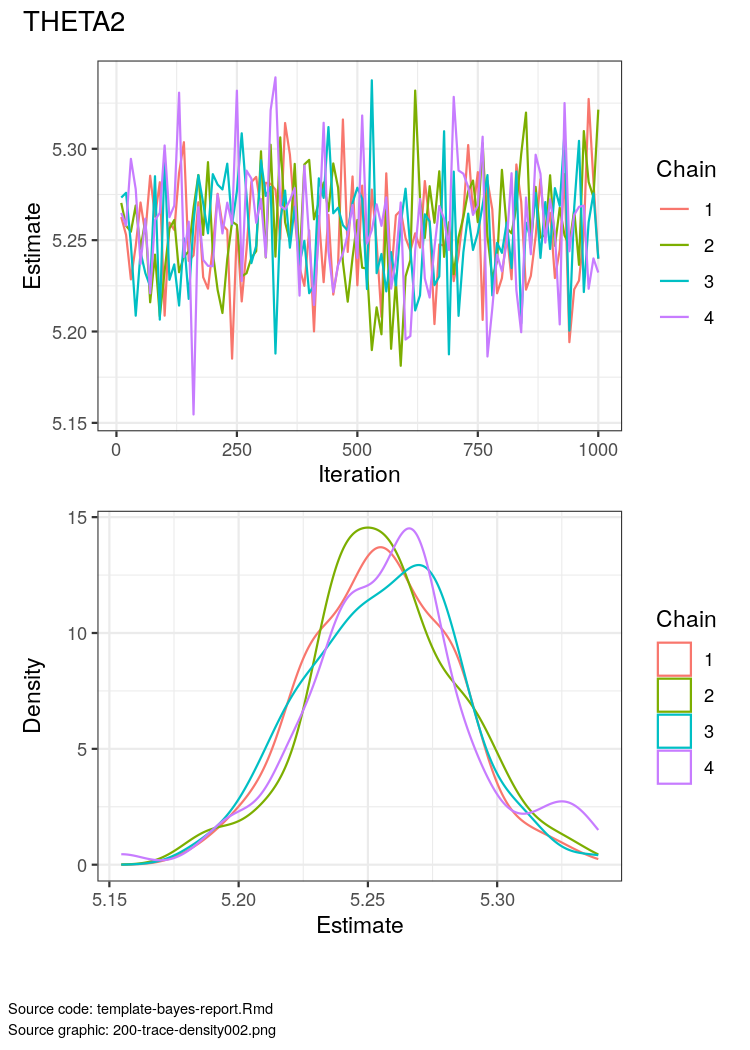 THETA2
5.30
5.25
5.20
5.15
Estimate
0 250 500 750 1000
Iteration
Chain
1
2
3
4
15
10
5
0
Density
5.15 5.20 5.25 5.30
Estimate
Chain
1
2
3
4
Source code: template-bayes-report.Rmd
Source graphic: 200-trace-density002.png